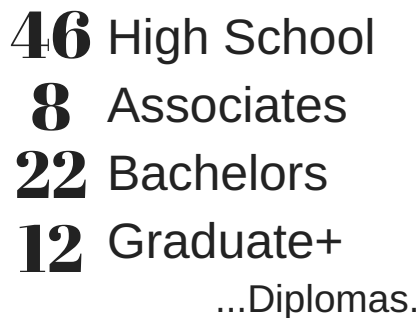 46 High School
8 Associates
22 Bachelors
12 Graduate+
...Diplomas.